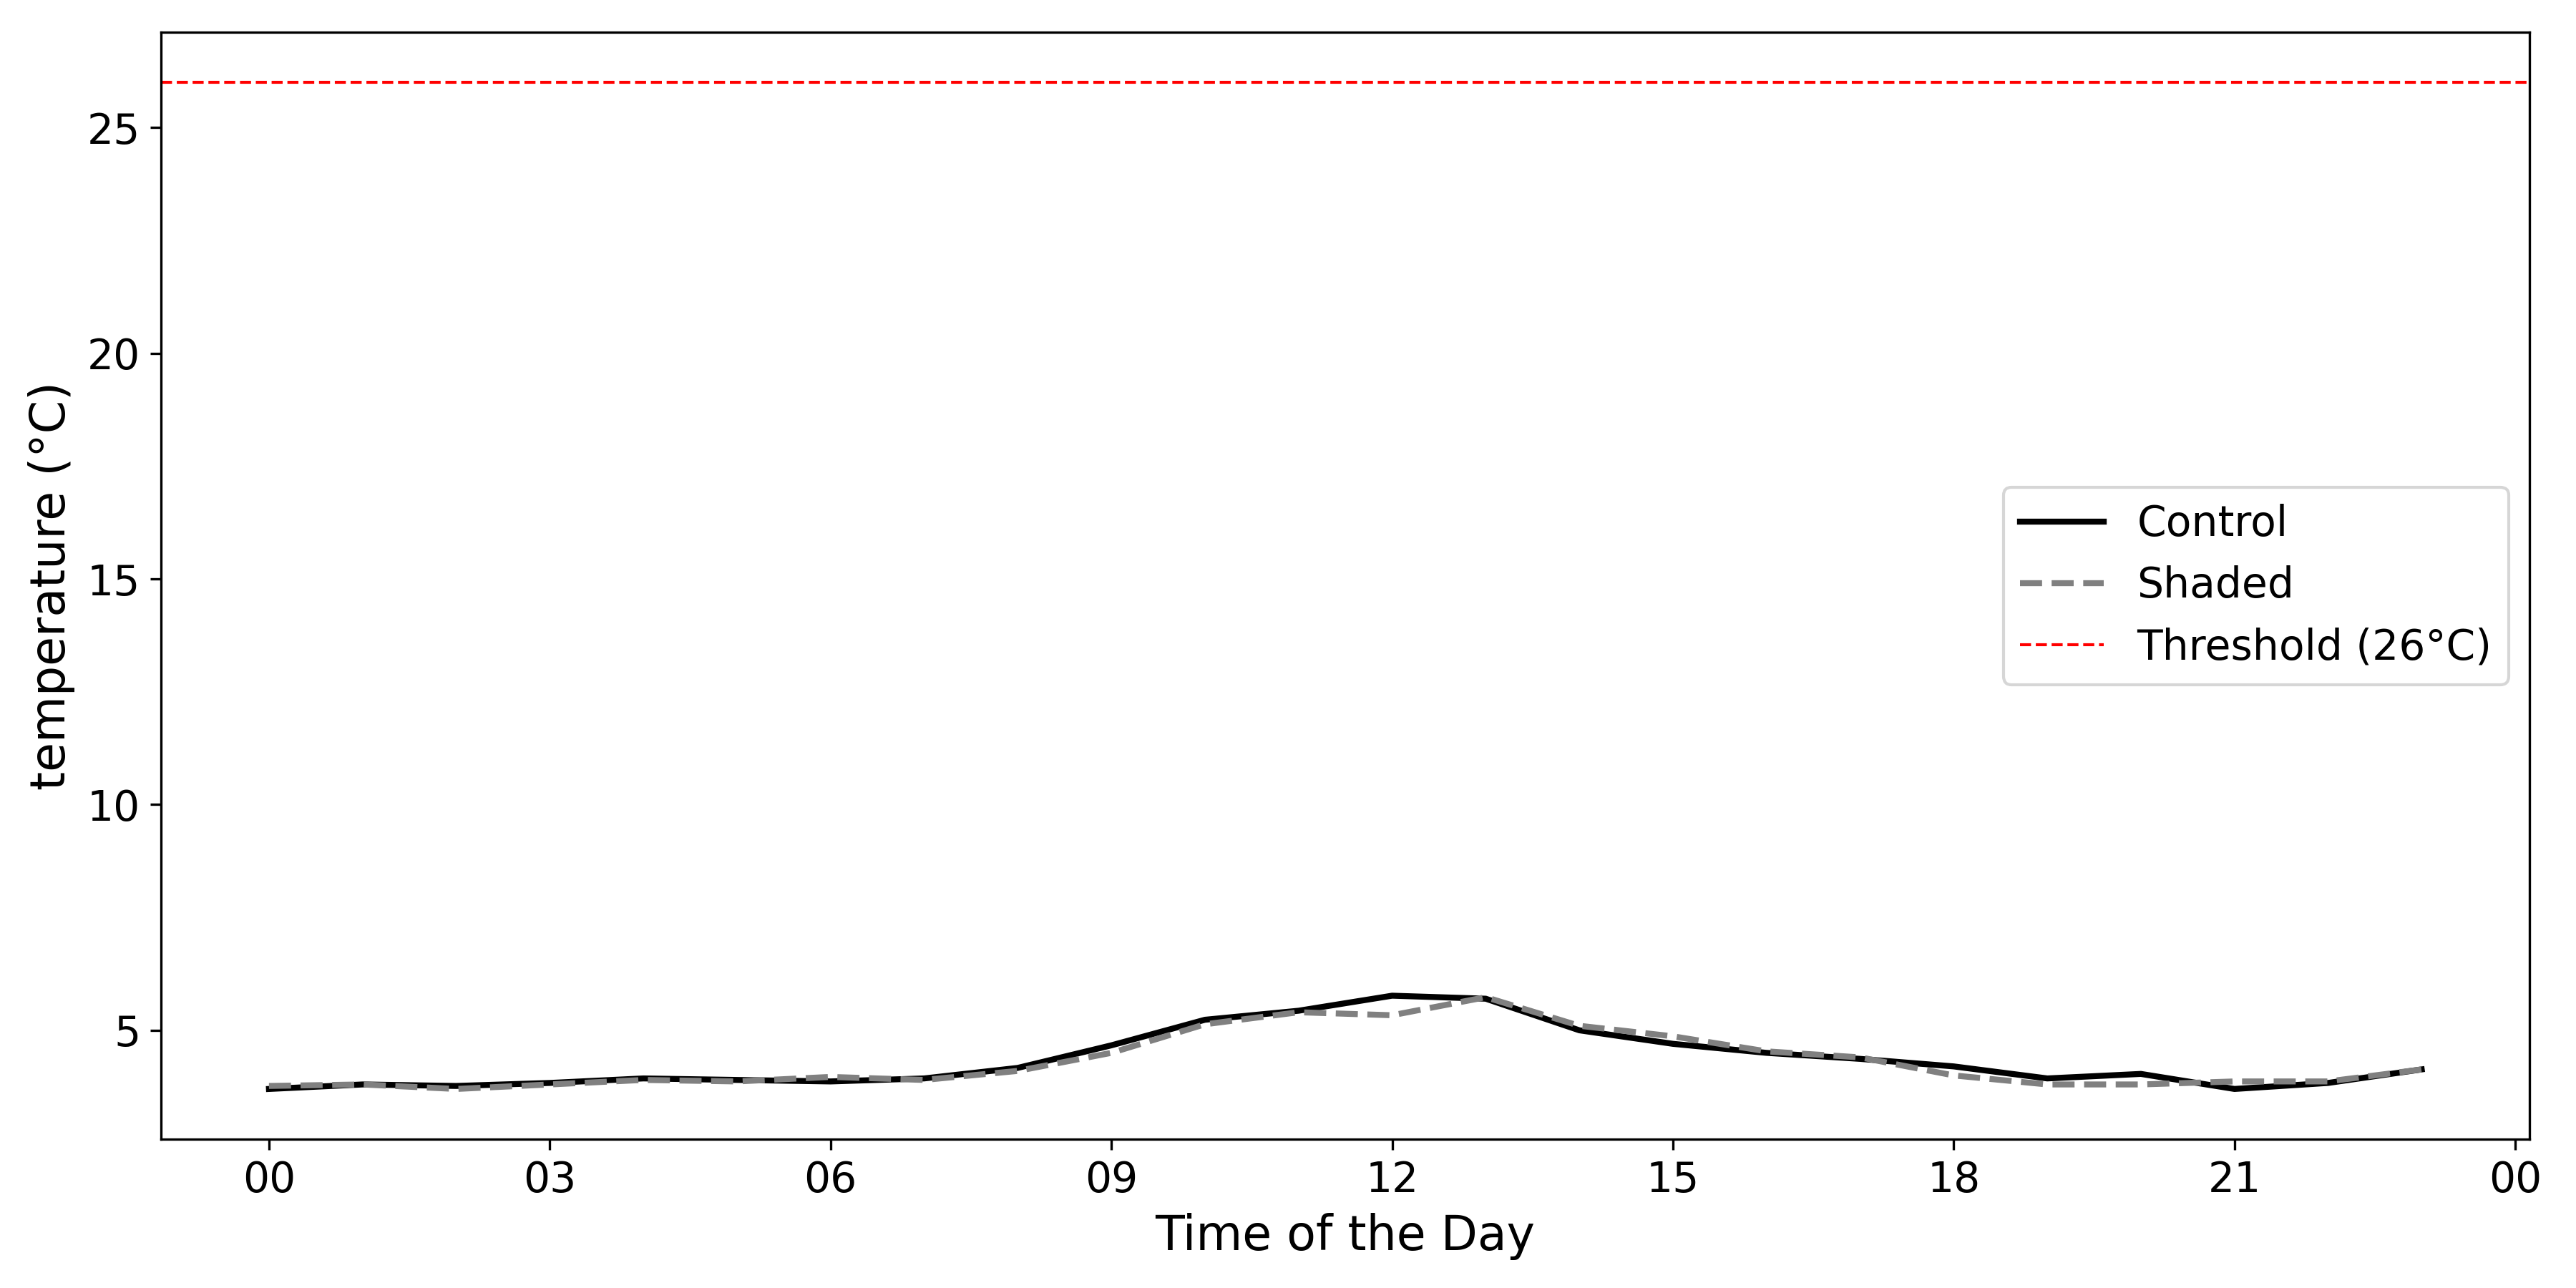 25
20
15
10
5
temperature (°C)
Control
Shaded
Threshold (26°C)
00 03 06 09 12 15 18 21 00
Time of the Day